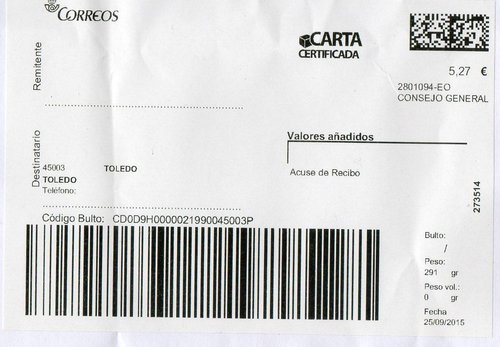 CORREOS
CARTA
CERTIFICADA
5,27 €
2801094-EO
CONSEJO GENERAL
Remitente
Valores añadidos
Acuse de Recibo
Destinatario
45003 TOLEDO
TOLEDO
Teléfono:
273514
Código Bulto: CD0D9H0000021990045003P
Bulto:
/
Peso:
291 gr
Peso vol.:
0 gr
Fecha
25/09/2015